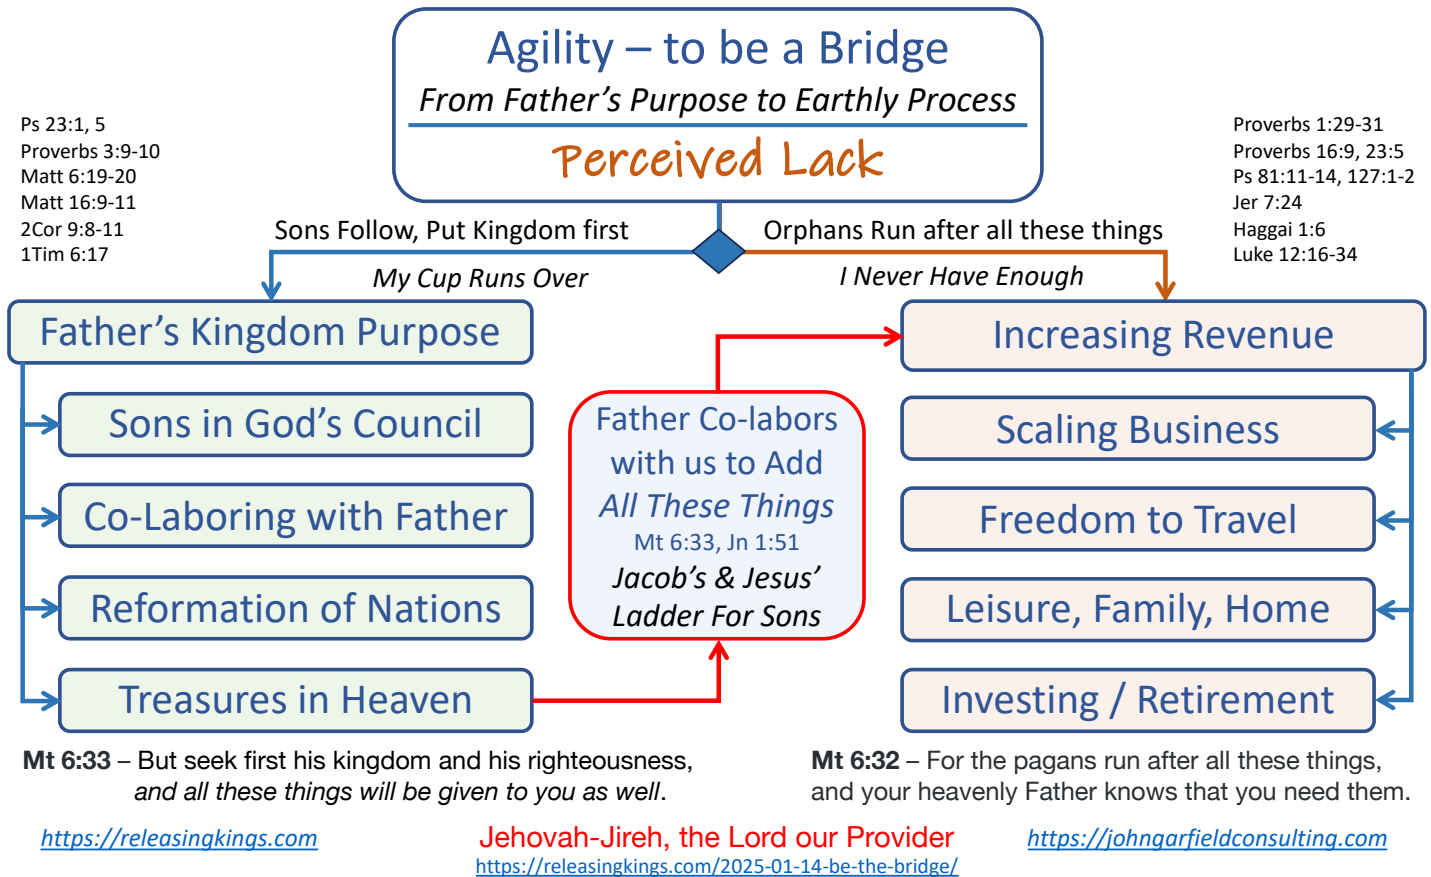 Agility – to be a Bridge
From Father's Purpose to Earthly Process
Perceived Lack
Ps 23:1, 5
Proverbs 3:9-10
Matt 6:19-20
Matt 16:9-11
2Cor 9:8-11
1Tim 6:17
Proverbs 1:29-31
Proverbs 16:9, 23:5
Ps 81:11-14, 127:1-2
Jer 7:24
Haggai 1:6
Luke 12:16-34
Sons Follow, Put Kingdom first
My Cup Runs Over
Orphans Run after all these things
I Never Have Enough
Father's Kingdom Purpose
Sons in God's Council
Co-Laboring with Father
Reformation of Nations
Treasures in Heaven
Father Co-labors
with us to Add
All These Things
Mt 6:33, Jn 1:51
Jacob's & Jesus'
Ladder For Sons
Increasing Revenue
Scaling Business
Freedom to Travel
Leisure, Family, Home
Investing / Retirement
Mt 6:33 – But seek first his kingdom and his righteousness,
and all these things will be given to you as well.
Mt 6:32 – For the pagans run after all these things,
and your heavenly Father knows that you need them.
https://releasingkings.com
Jehovah-Jireh, the Lord our Provider
https://releasingkings.com/2025-01-14-be-the-bridge/
https://johngarfieldconsulting.com